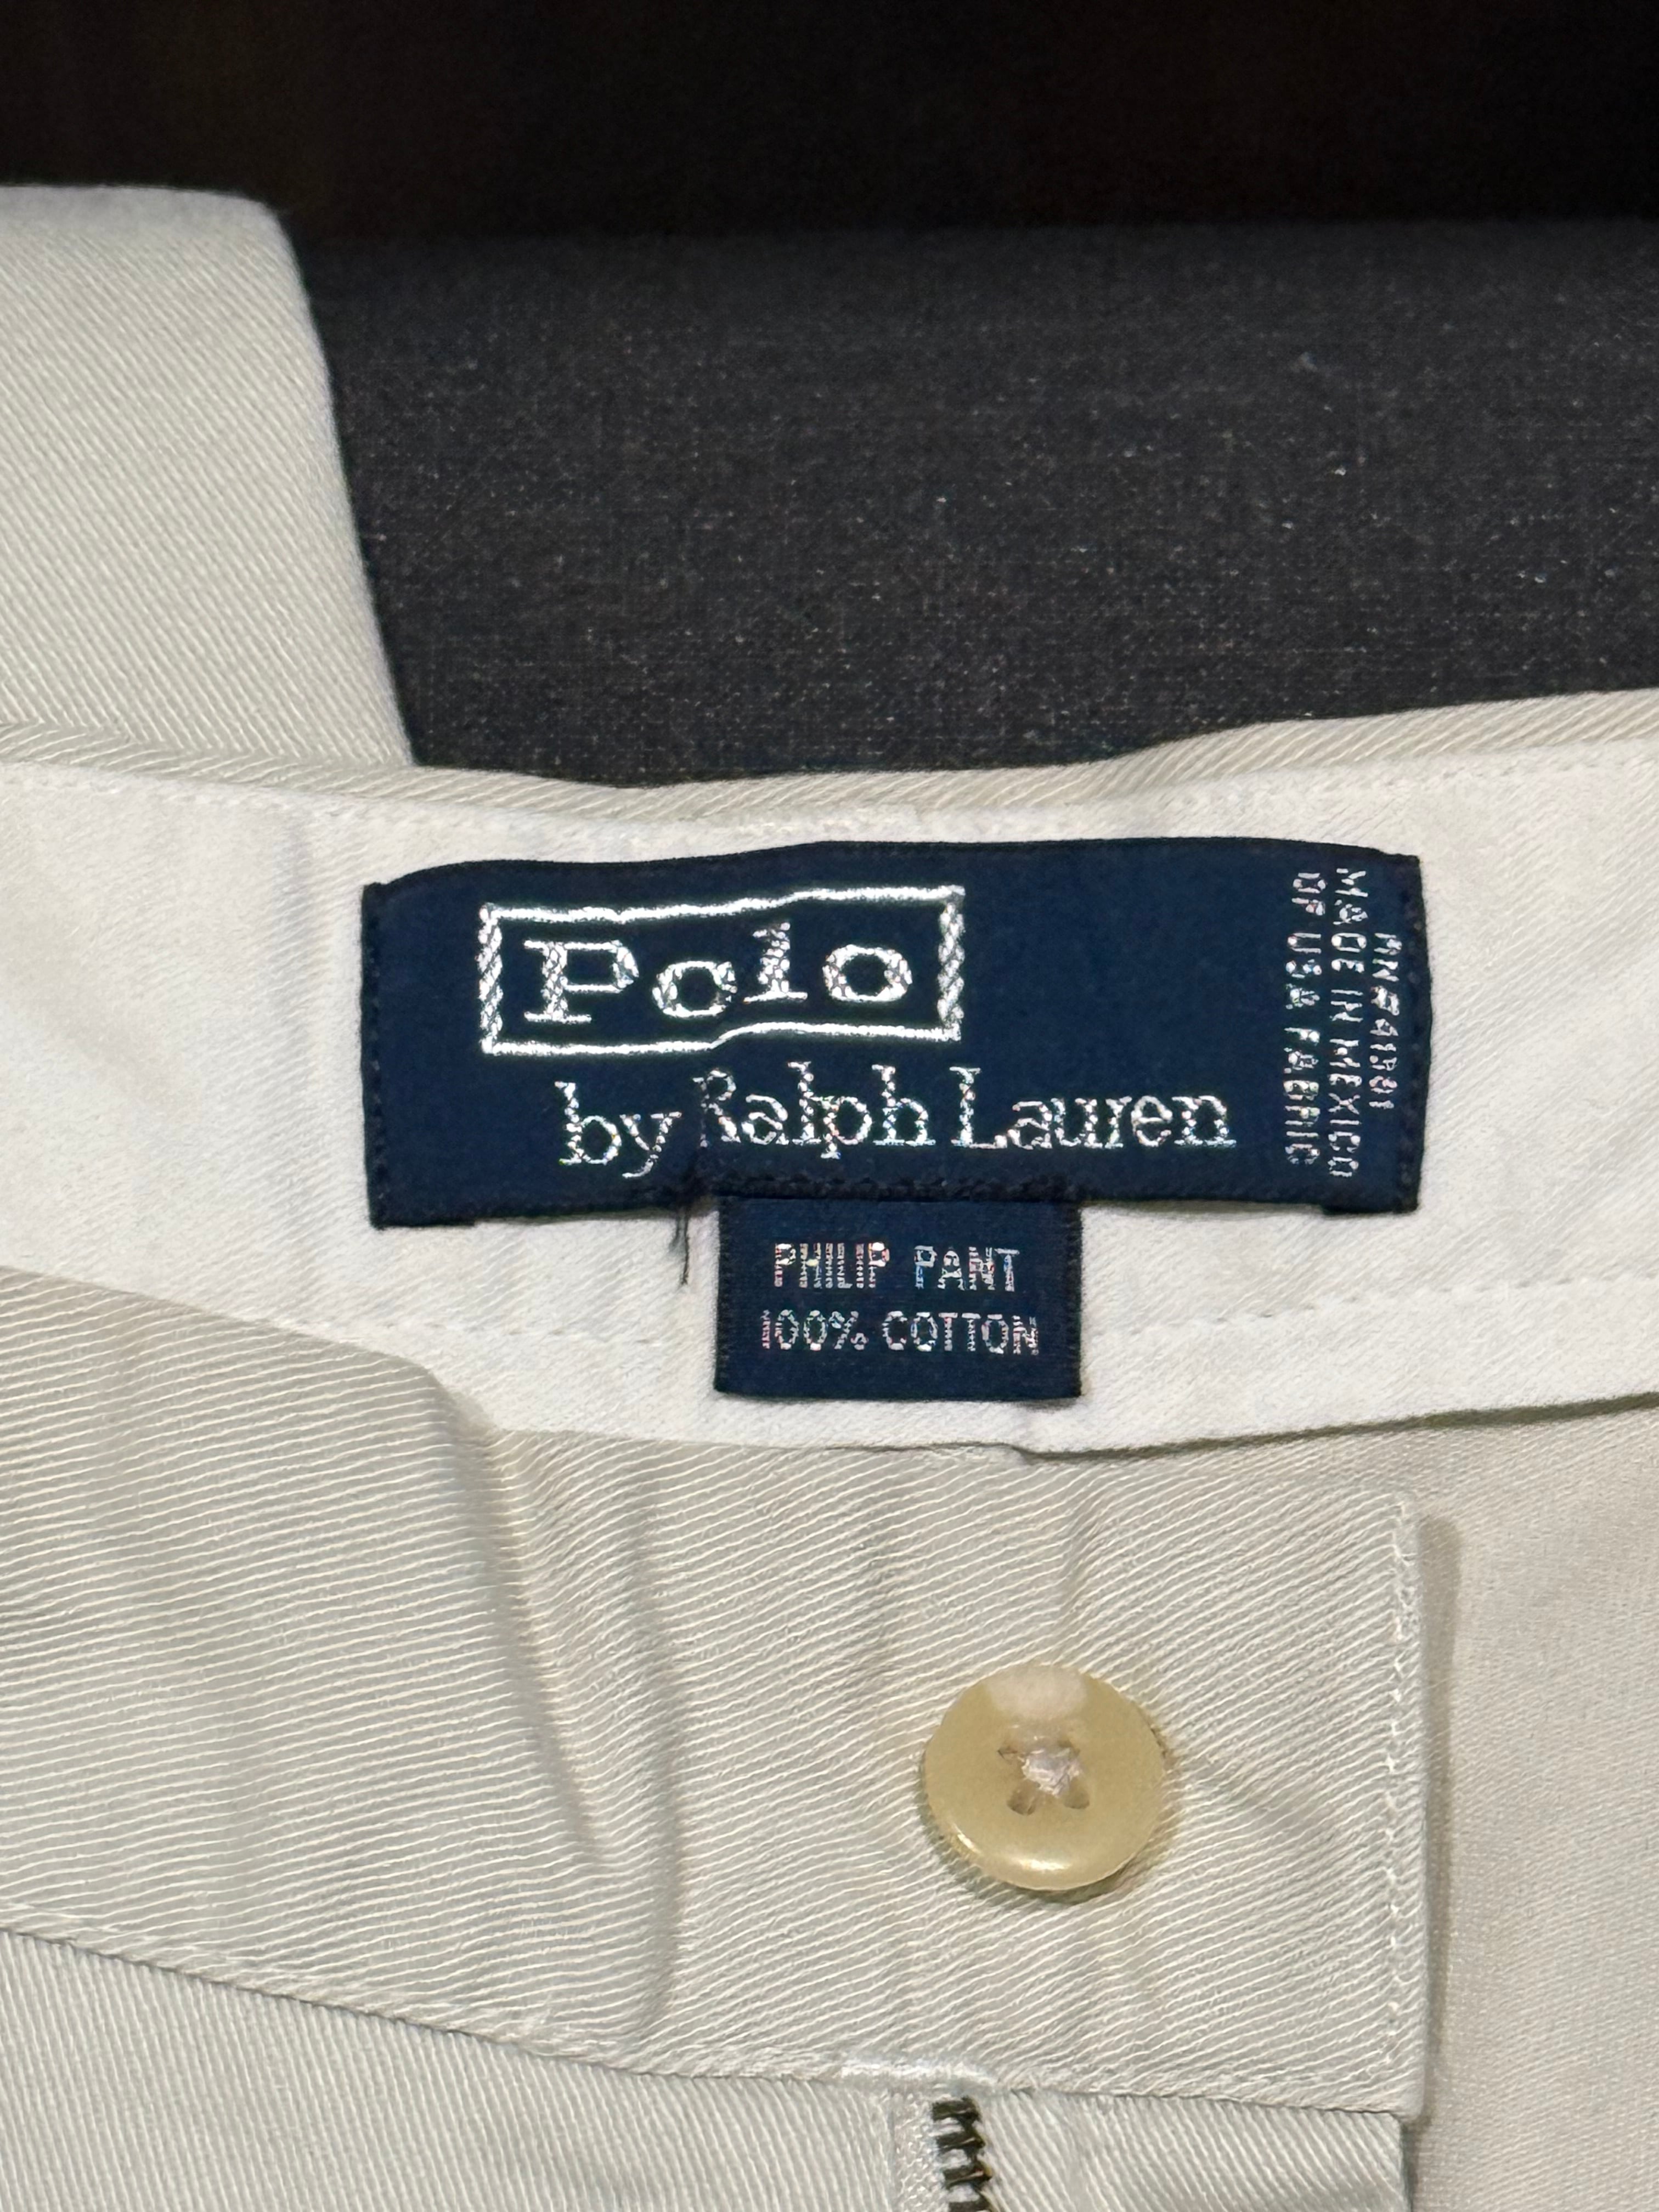 Polo
by Ralph Lauren
RN#41381
MADE IN MEXICO
OF USA FABRIC
PHILIP PANT
100% COTTON